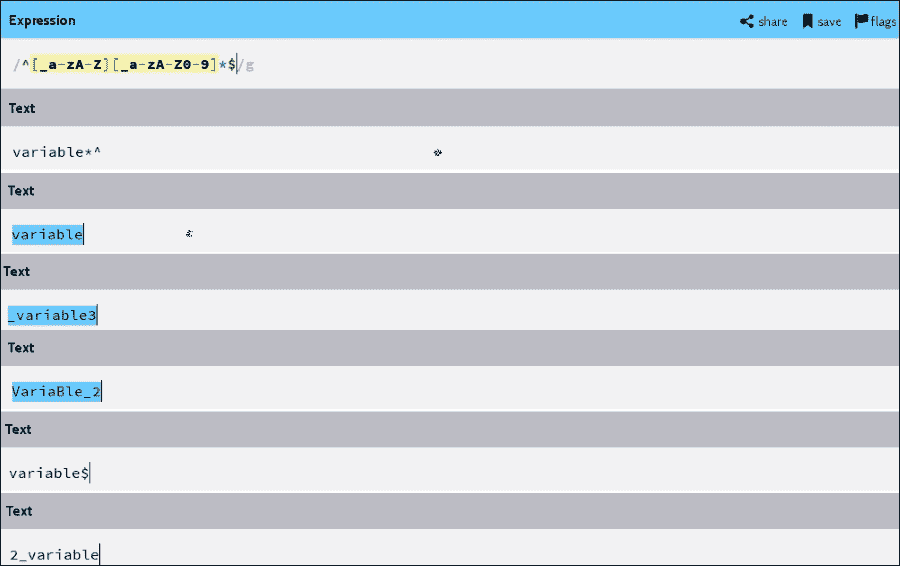 Expression share save flags
/^[_a-zA-Z][_a-zA-Z0-9]*$/g
Text
variable*^
Text
variable
Text
_variable3
Text
VariaBle_2
Text
variable$
Text
2_variable